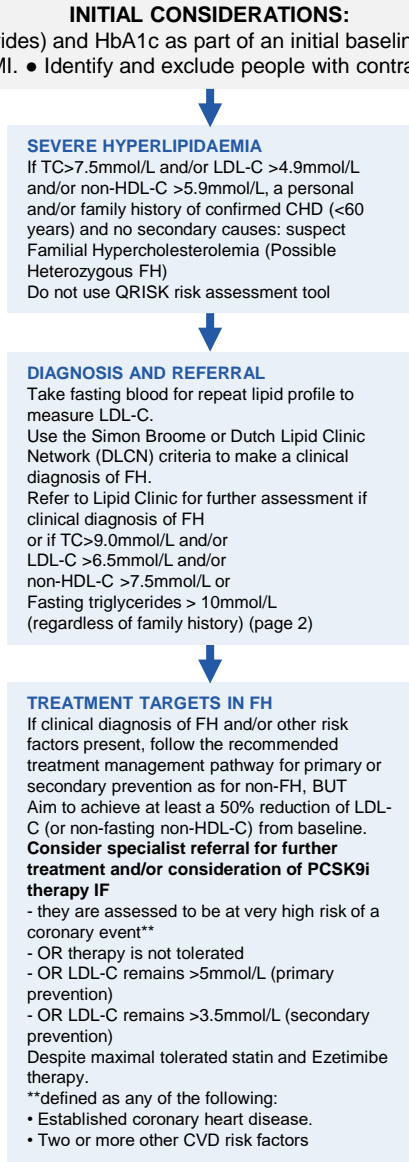 INITIAL CONSIDERATIONS:
rides) and HbA1c as part of an initial baseline
MI. ● Identify and exclude people with contra
SEVERE HYPERLIPIDAEMIA
If TC>7.5mmol/L and/or LDL-C >4.9mmol/L
and/or non-HDL-C >5.9mmol/L, a personal
and/or family history of confirmed CHD (<60
years) and no secondary causes: suspect
Familial Hypercholesterolemia (Possible
Heterozygous FH)
Do not use QRISK risk assessment tool
DIAGNOSIS AND REFERRAL
Take fasting blood for repeat lipid profile to
measure LDL-C.
Use the Simon Broome or Dutch Lipid Clinic
Network (DLCN) criteria to make a clinical
diagnosis of FH.
Refer to Lipid Clinic for further assessment if
clinical diagnosis of FH
or if TC>9.0mmol/L and/or
LDL-C >6.5mmol/L and/or
non-HDL-C >7.5mmol/L or
Fasting triglycerides > 10mmol/L
(regardless of family history) (page 2)
TREATMENT TARGETS IN FH
If clinical diagnosis of FH and/or other risk
factors present, follow the recommended
treatment management pathway for primary or
secondary prevention as for non-FH, BUT
Aim to achieve at least a 50% reduction of LDL-
C (or non-fasting non-HDL-C) from baseline.
Consider specialist referral for further
treatment and/or consideration of PCSK9i
therapy IF
- they are assessed to be at very high risk of a
coronary event**
- OR therapy is not tolerated
- OR LDL-C remains >5mmol/L (primary
prevention)
- OR LDL-C remains >3.5mmol/L (secondary
prevention)
Despite maximal tolerated statin and Ezetimibe
therapy.
**defined as any of the following:
• Established coronary heart disease.
• Two or more other CVD risk factors